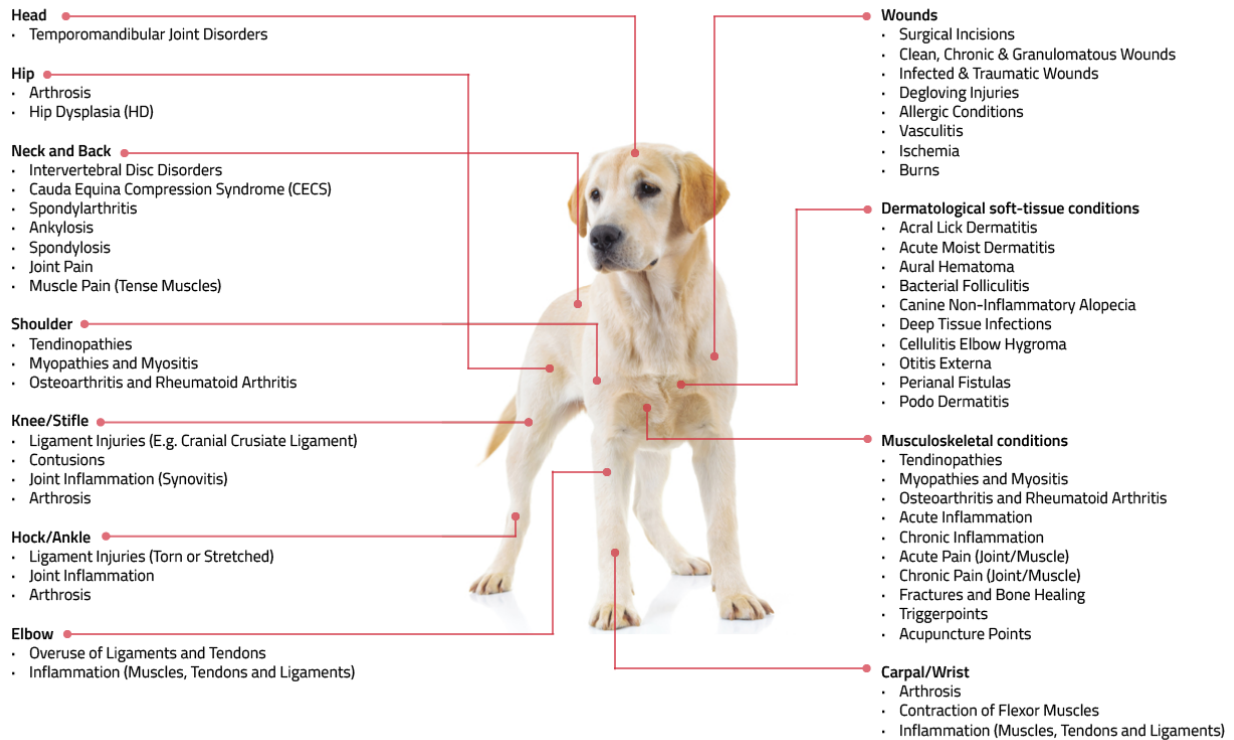 Head
· Temporomandibular Joint Disorders
Hip
· Arthrosis
· Hip Dysplasia (HD)
Neck and Back
· Intervertebral Disc Disorders
· Cauda Equina Compression Syndrome (CECS)
· Spondylarthritis
· Ankylosis
· Spondylosis
· Joint Pain
· Muscle Pain (Tense Muscles)
Shoulder
· Tendinopathies
· Myopathies and Myositis
· Osteoarthritis and Rheumatoid Arthritis
Knee/Stifle
· Ligament Injuries (E.g. Cranial Crusiate Ligament)
· Contusions
· Joint Inflammation (Synovitis)
· Arthrosis
Hock/Ankle
· Ligament Injuries (Torn or Stretched)
· Joint Inflammation
· Arthrosis
Elbow
· Overuse of Ligaments and Tendons
· Inflammation (Muscles, Tendons and Ligaments)
Wounds
· Surgical Incisions
· Clean, Chronic & Granulomatous Wounds
· Infected & Traumatic Wounds
· Degloving Injuries
· Allergic Conditions
· Vasculitis
· Ischemia
· Burns
Dermatological soft-tissue conditions
· Acral Lick Dermatitis
· Acute Moist Dermatitis
· Aural Hematoma
· Bacterial Folliculitis
· Canine Non-Inflammatory Alopecia
· Deep Tissue Infections
· Cellulitis Elbow Hygroma
· Otitis Externa
· Perianal Fistulas
· Podo Dermatitis
Musculoskeletal conditions
· Tendinopathies
· Myopathies and Myositis
· Osteoarthritis and Rheumatoid Arthritis
· Acute Inflammation
· Chronic Inflammation
· Acute Pain (Joint/Muscle)
· Chronic Pain (Joint/Muscle)
· Fractures and Bone Healing
· Triggerpoints
· Acupuncture Points
Carpal/Wrist
· Arthrosis
· Contraction of Flexor Muscles
· Inflammation (Muscles, Tendons and Ligaments)